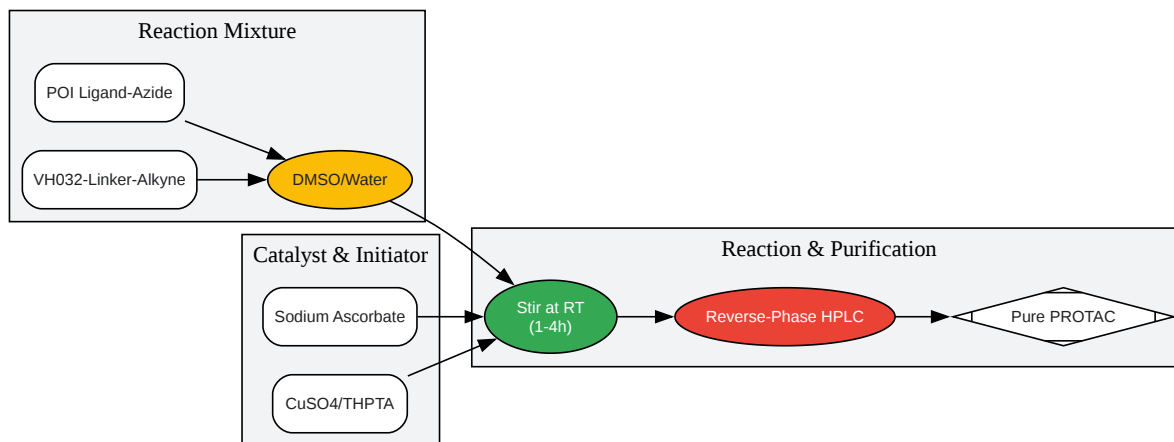 Reaction Mixture
POI Ligand-Azide
VH032-Linker-Alkyne
DMSO/Water
Catalyst & Initiator
Sodium Ascorbate
CuSO4/THPTA
Reaction & Purification
Stir at RT
(1-4h)
Reverse-Phase HPLC
Pure PROTAC